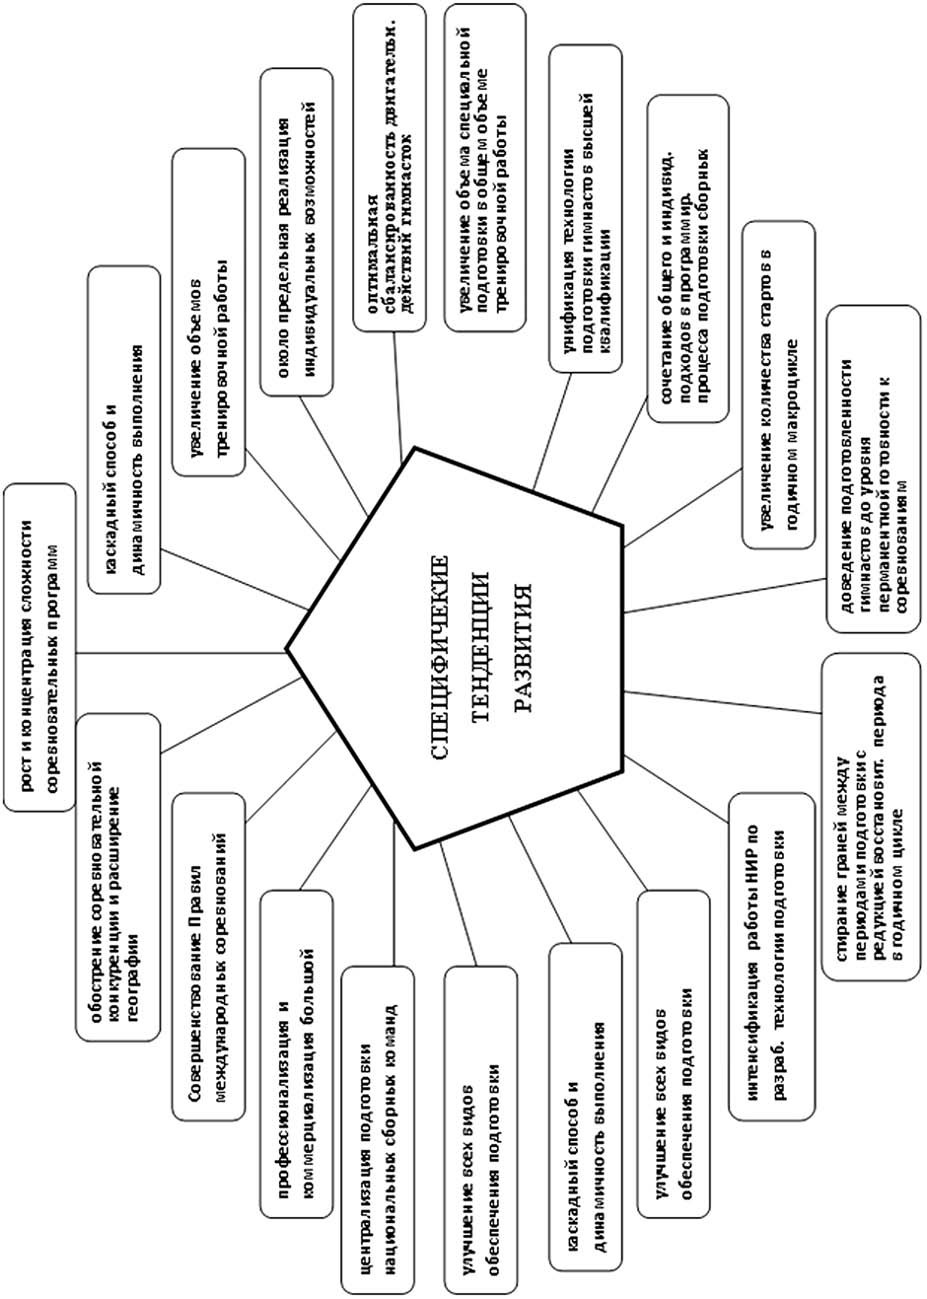 СПЕЦИФИЧЕКИЕ
ТЕНДЕНЦИИ
РАЗВИТИЯ
рост и концентрация сложности
соревновательных программ
каскадный способ и
динамичность выполнения
увеличение объемов
тренировочной работы
около предельная реализация
индивидуальных возможностей
оптимальная
сбалансированность двигательн.
действий гимнасток
увеличение объема специальной
подготовки в общем объеме
тренировочной работы
унификация технологии
подготовки гимнастов высшей
квалификации
сочетание общего и индивид.
подходов в программир.
процесса подготовки сборных
увеличение количества стартов в
годичном макроцикле
доведение подготовленности
гимнастов до уровня
перманентной готовности к
соревнованиям
стирание граней между
периодами подготовки с
редукцией восстановит. периода
в годичном цикле
интенсификация работы НИР по
разраб. технологии подготовки
улучшение всех видов
обеспечения подготовки
каскадный способ и
динамичность выполнения
улучшение всех видов
обеспечения подготовки
централизация подготовки
национальных сборных команд
профессионализация и
коммерциализация большой
Совершенствование Правил
международных соревнований
обострение соревновательной
конкуренции и расширение
географии